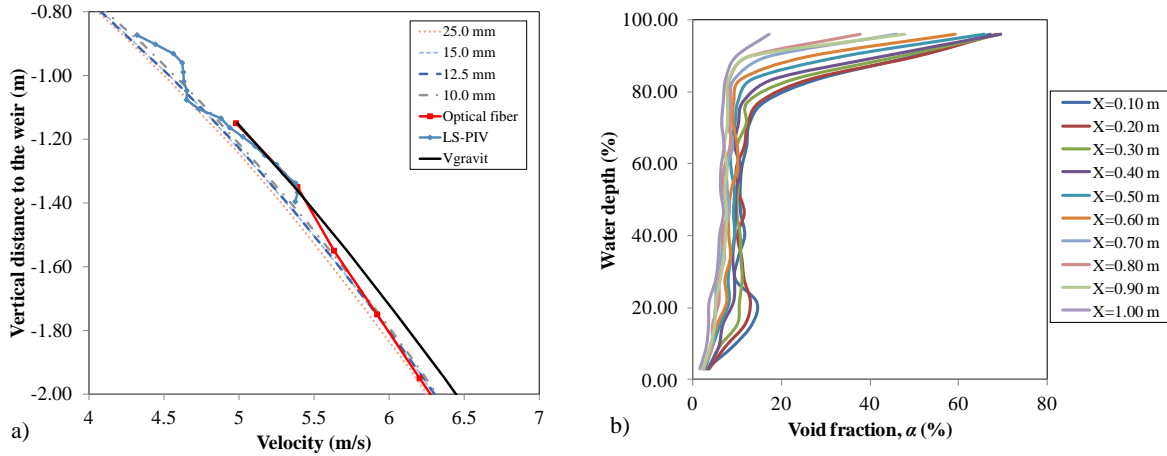 -0.80
-1.00
-1.20
-1.40
-1.60
-1.80
-2.00
Vertical distance to the weir (m)
4
4.5
5
5.5
6
6.5
7
Velocity (m/s)
a)
25.0 mm
15.0 mm
12.5 mm
10.0 mm
Optical fiber
LS-PIV
Vgravit
100.00
80.00
60.00
40.00
20.00
0.00
Water depth (%)
0
20
40
60
80
Void fraction, α (%)
b)
X=0.10 m
X=0.20 m
X=0.30 m
X=0.40 m
X=0.50 m
X=0.60 m
X=0.70 m
X=0.80 m
X=0.90 m
X=1.00 m